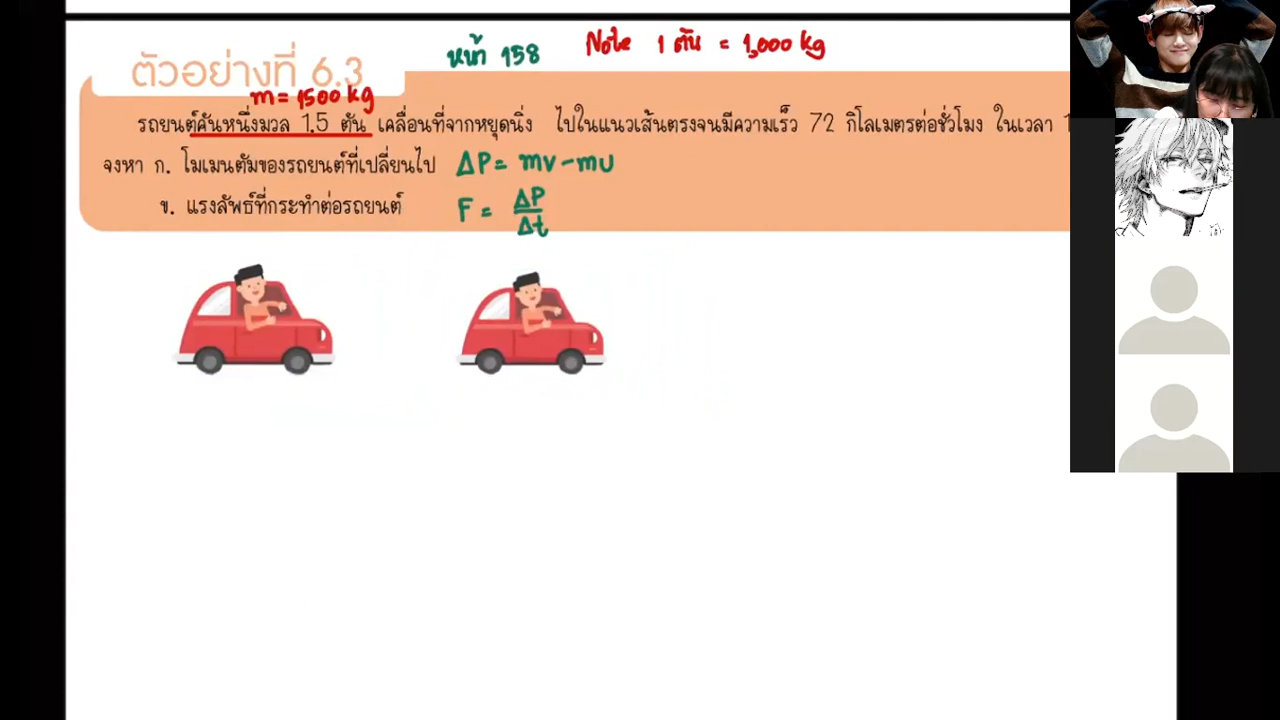 หน้า 158
Note 1 ตัน = 1,000 kg
ตัวอย่างที่ 6.3
m = 1500 kg
รถยนต์คันหนึ่งมวล 1.5 ตัน เคลื่อนที่จากหยุดนิ่ง ไปในแนวเส้นตรงจนมีความเร็ว 72 กิโลเมตรต่อชั่วโมง ในเวลา
จงหา ก. โมเมนตัมของรถยนต์ที่เปลี่ยนไป ΔP = mv - mu
ข. แรงลัพธ์ที่กระทำต่อรถยนต์ F = ΔP/Δt